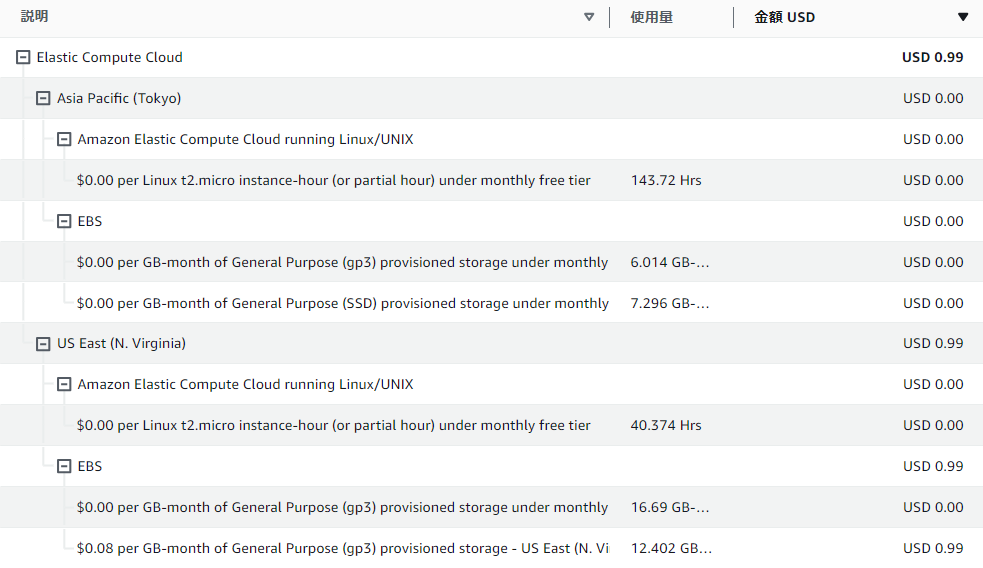 説明 使用量 金額 USD
Elastic Compute Cloud USD 0.99
Asia Pacific (Tokyo) USD 0.00
Amazon Elastic Compute Cloud running Linux/UNIX USD 0.00
$0.00 per Linux t2.micro instance-hour (or partial hour) under monthly free tier 143.72 Hrs USD 0.00
EBS USD 0.00
$0.00 per GB-month of General Purpose (gp3) provisioned storage under monthly 6.014 GB-... USD 0.00
$0.00 per GB-month of General Purpose (SSD) provisioned storage under monthly 7.296 GB-... USD 0.00
US East (N. Virginia) USD 0.99
Amazon Elastic Compute Cloud running Linux/UNIX USD 0.00
$0.00 per Linux t2.micro instance-hour (or partial hour) under monthly free tier 40.374 Hrs USD 0.00
EBS USD 0.99
$0.00 per GB-month of General Purpose (gp3) provisioned storage under monthly 16.69 GB-... USD 0.00
$0.08 per GB-month of General Purpose (gp3) provisioned storage - US East (N. Vi 12.402 GB... USD 0.99